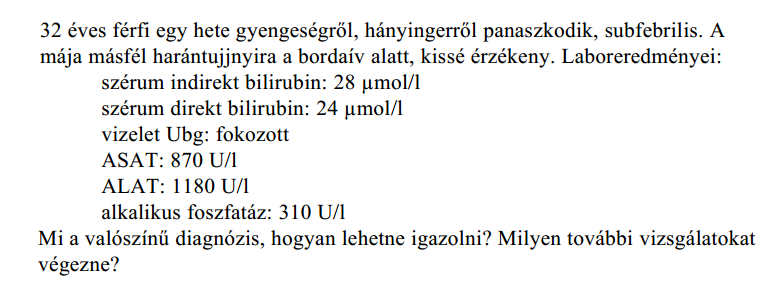 32 éves férfi egy hete gyengeségről, hányingerről panaszkodik, subfebrilis. A
mája másfél harántujjnyira a bordaív alatt, kissé érzékeny. Laboreredményei:
szérum indirekt bilirubin: 28 µmol/l
szérum direkt bilirubin: 24 µmol/l
vizelet Ubg: fokozott
ASAT: 870 U/l
ALAT: 1180 U/l
alkalikus foszfatáz: 310 U/l
Mi a valószínű diagnózis, hogyan lehetne igazolni? Milyen további vizsgálatokat
végezne?